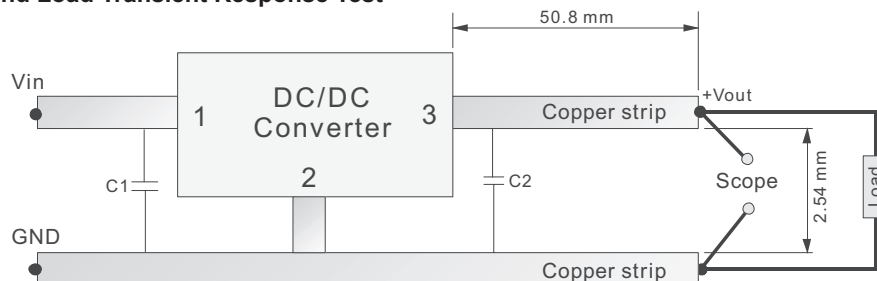 Load Transient Response Test
50.8 mm
Vin
+Vout
DC/DC
Converter
1
3
Copper strip
2
C1
C2
Scope
2.54 mm
Load
GND
Copper strip